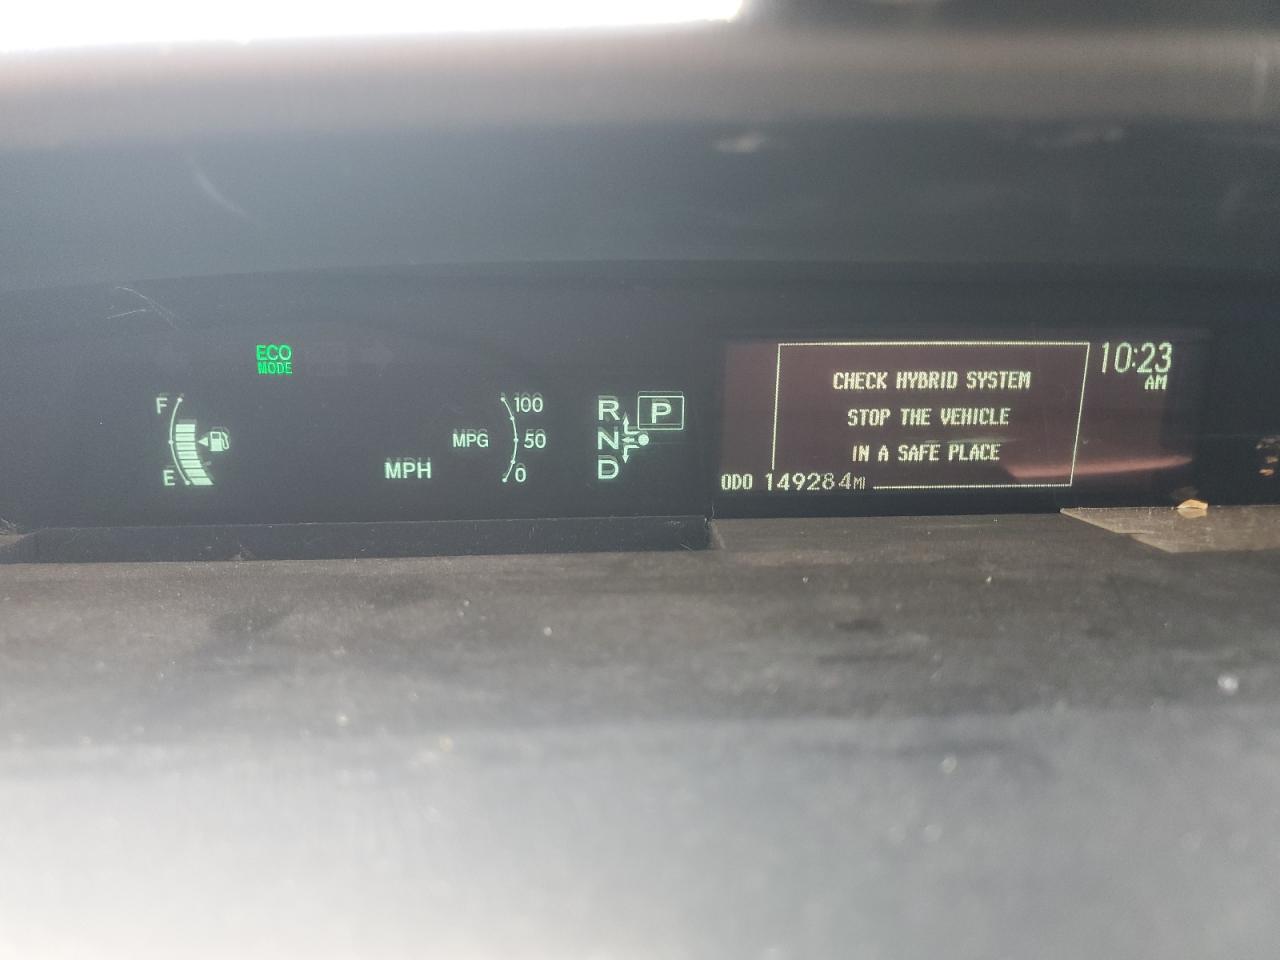 ECO
MODE
F
E
MPH
MPG
100
50
0
R
N
D
P
CHECK HYBRID SYSTEM
STOP THE VEHICLE
IN A SAFE PLACE
10:23
AM
ODO 149284 MI